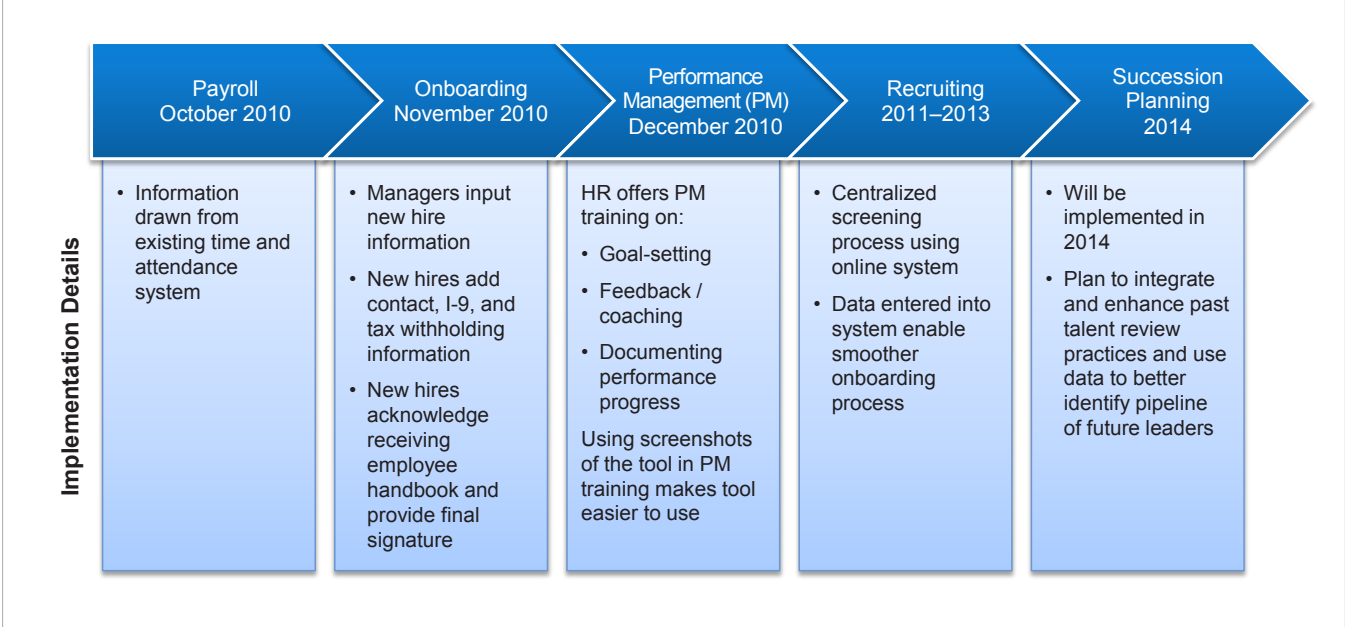 Payroll
October 2010
Onboarding
November 2010
Performance
Management (PM)
December 2010
Recruiting
2011–2013
Succession
Planning
2014
Implementation Details
• Information
drawn from
existing time and
attendance
system
• Managers input
new hire
information
• New hires add
contact, I-9, and
tax withholding
information
• New hires
acknowledge
receiving
employee
handbook and
provide final
signature
HR offers PM
training on:
• Goal-setting
• Feedback /
coaching
• Documenting
performance
progress
Using screenshots
of the tool in PM
training makes tool
easier to use
• Centralized
screening
process using
online system
• Data entered into
system enable
smoother
onboarding
process
• Will be
implemented in
2014
• Plan to integrate
and enhance past
talent review
practices and use
data to better
identify pipeline
of future leaders